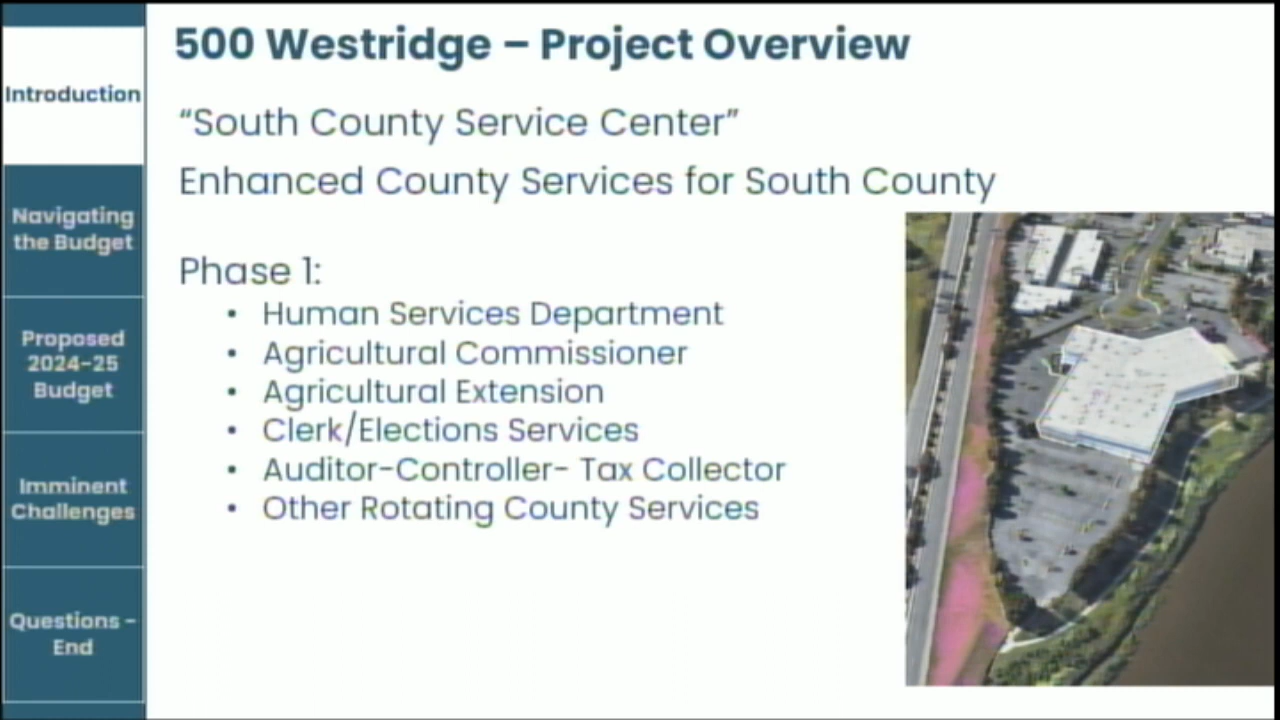 Introduction
Navigating
the Budget
Proposed
2024-25
Budget
Imminent
Challenges
Questions -
End
500 Westridge – Project Overview
“South County Service Center”
Enhanced County Services for South County
Phase 1:
• Human Services Department
• Agricultural Commissioner
• Agricultural Extension
• Clerk/Elections Services
• Auditor-Controller- Tax Collector
• Other Rotating County Services